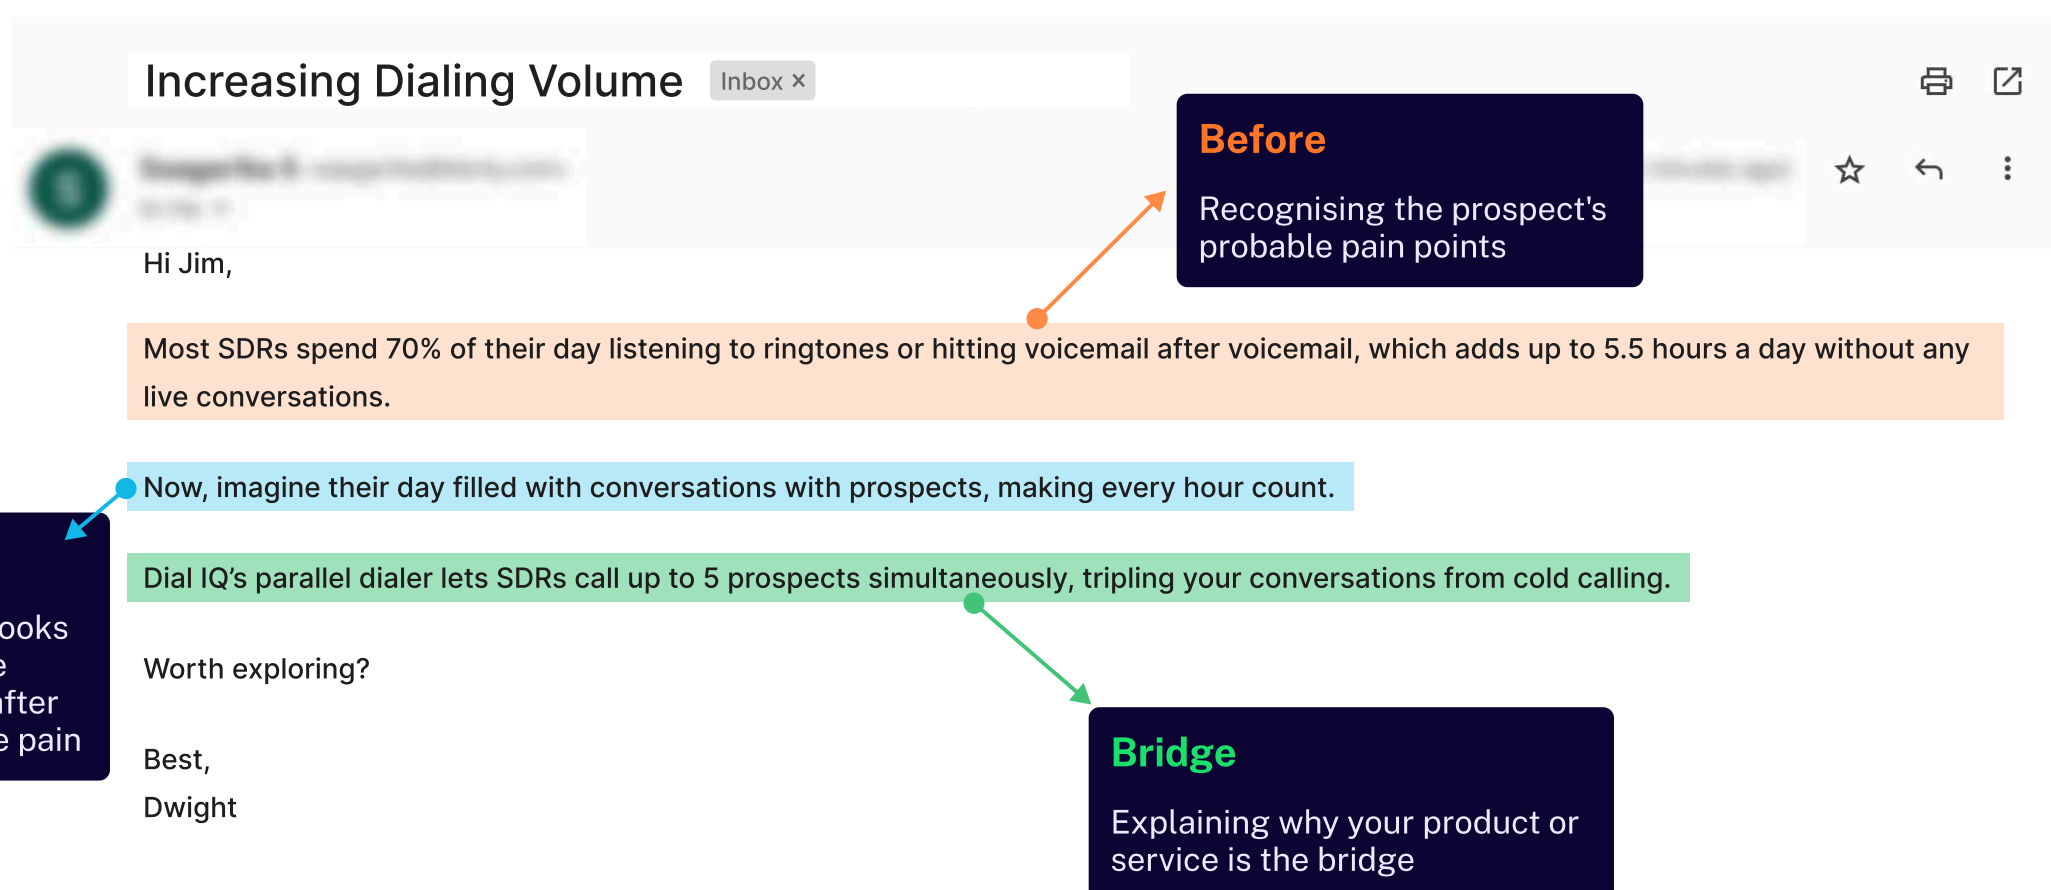 Increasing Dialing Volume Inbox ×
Before
Recognising the prospect's
probable pain points
Hi Jim,
Most SDRs spend 70% of their day listening to ringtones or hitting voicemail after voicemail, which adds up to 5.5 hours a day without any
live conversations.
Now, imagine their day filled with conversations with prospects, making every hour count.
Dial IQ’s parallel dialer lets SDRs call up to 5 prospects simultaneously, tripling your conversations from cold calling.
pain
Worth exploring?
Best,
Dwight
Bridge
Explaining why your product or
service is the bridge